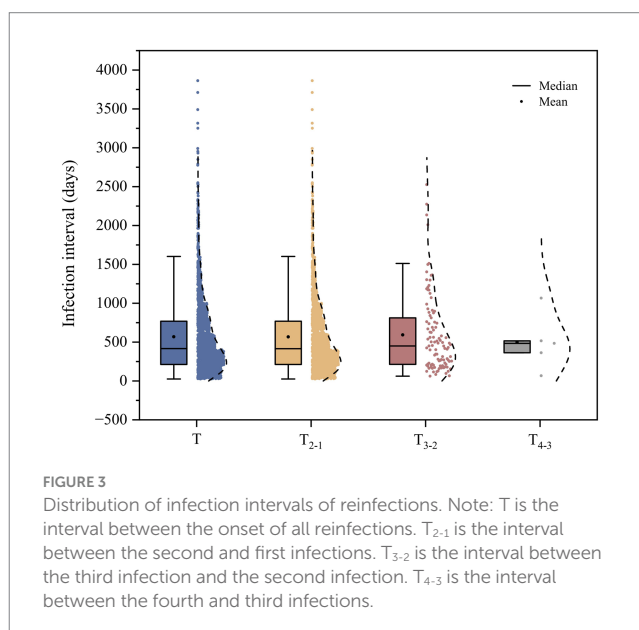 4000
3500
3000
2500
2000
1500
1000
500
0
−500
Infection interval (days)
Median
Mean
T
T₂₋₁
T₃₋₂
T₄₋₃
FIGURE 3
Distribution of infection intervals of reinfections. Note: T is the
interval between the onset of all reinfections. T₂₋₁ is the interval
between the second and first infections. T₃₋₂ is the interval between
the third infection and the second infection. T₄₋₃ is the interval
between the fourth and third infections.